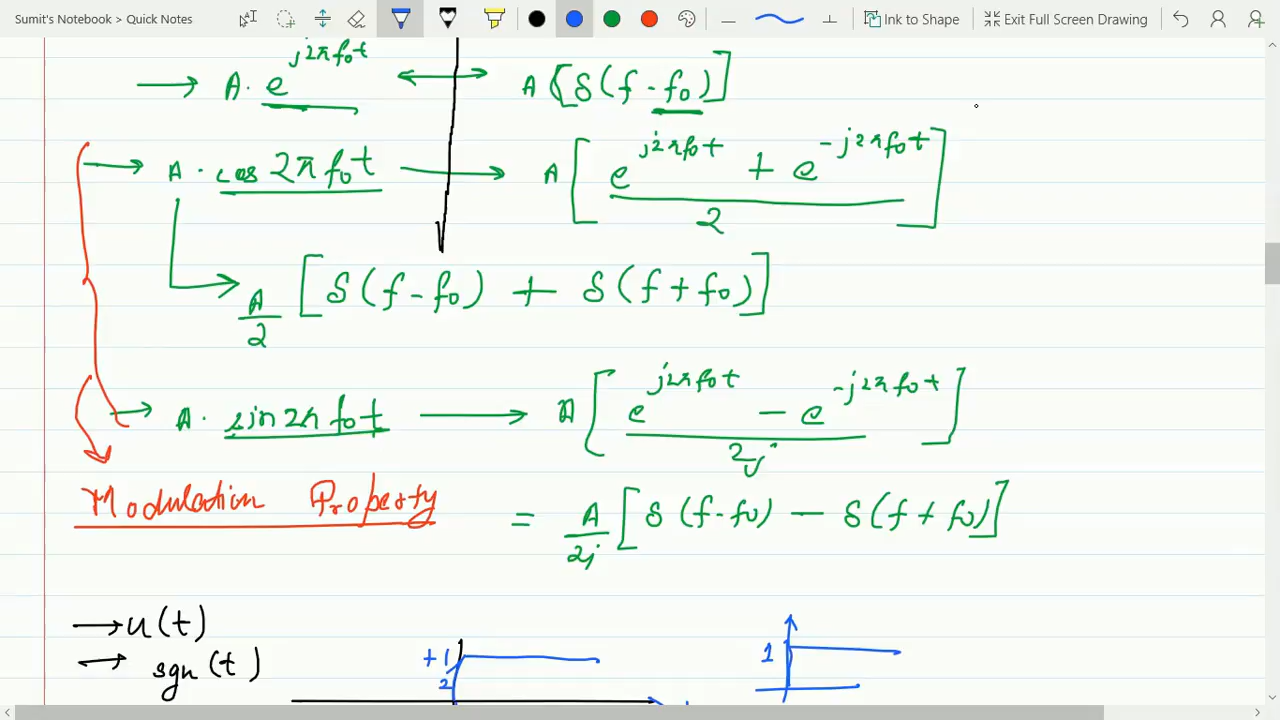 Sumit's Notebook > Quick Notes
Ink to Shape
Exit Full Screen Drawing
→ A. e^{j2πf₀t} ↔ A[δ(f - f₀)]
→ A. cos 2πf₀t → A[(e^{j2πf₀t} + e^{-j2πf₀t})/2]
A/2 [δ(f - f₀) + δ(f + f₀)]
→ A. sin 2πf₀t → A[(e^{j2πf₀t} - e^{-j2πf₀t})/2j]
Modulation Property
= A/2j [δ(f - f₀) - δ(f + f₀)]
→ u(t)
↔ sgn(t)
+1
2
1